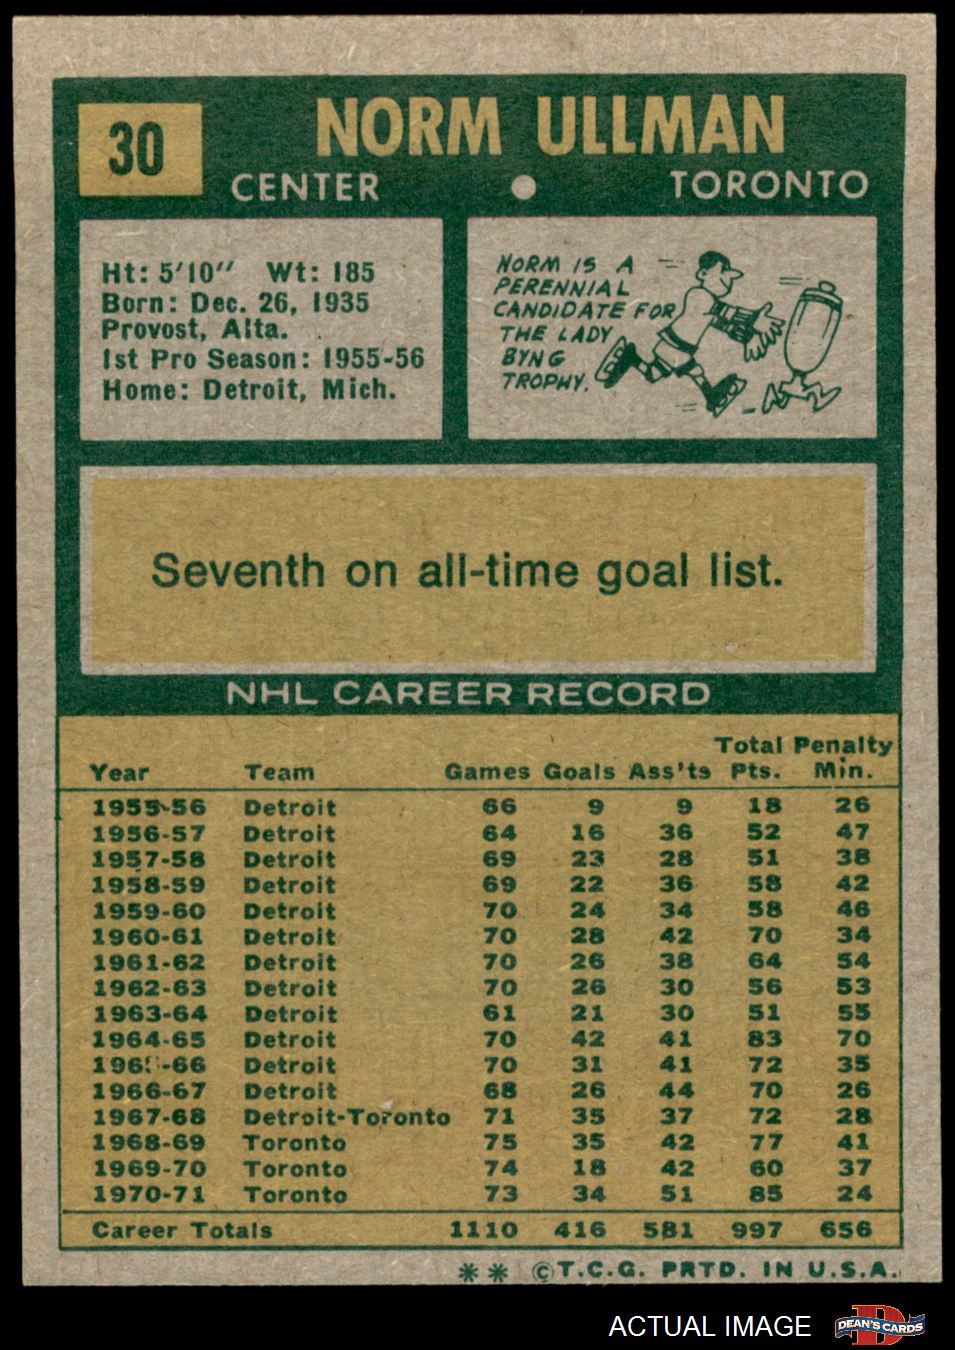 30
NORM ULLMAN
CENTER • TORONTO
Ht: 5'10" Wt: 185
Born: Dec. 26, 1935
Provost, Alta.
1st Pro Season: 1955-56
Home: Detroit, Mich.
NORM IS A
PERENNIAL
CANDIDATE FOR
THE LADY
BYNG
TROPHY.
Seventh on all-time goal list.
NHL CAREER RECORD
Total Penalty
Year Team Games Goals Ass'ts Pts. Min.
1955-56 Detroit 66 9 9 18 26
1956-57 Detroit 64 16 36 52 47
1957-58 Detroit 69 23 28 51 38
1958-59 Detroit 69 22 36 58 42
1959-60 Detroit 70 24 34 58 46
1960-61 Detroit 70 28 42 70 34
1961-62 Detroit 70 26 38 64 54
1962-63 Detroit 70 26 30 56 53
1963-64 Detroit 61 21 30 51 55
1964-65 Detroit 70 42 41 83 70
1965-66 Detroit 70 31 41 72 35
1966-67 Detroit 68 26 44 70 26
1967-68 Detroit-Toronto 71 35 37 72 28
1968-69 Toronto 75 35 42 77 41
1969-70 Toronto 74 18 42 60 37
1970-71 Toronto 73 34 51 85 24
Career Totals 1110 416 581 997 656
** ©T.C.G. PRTD. IN U.S.A.
ACTUAL IMAGE
DEAN'S CARDS